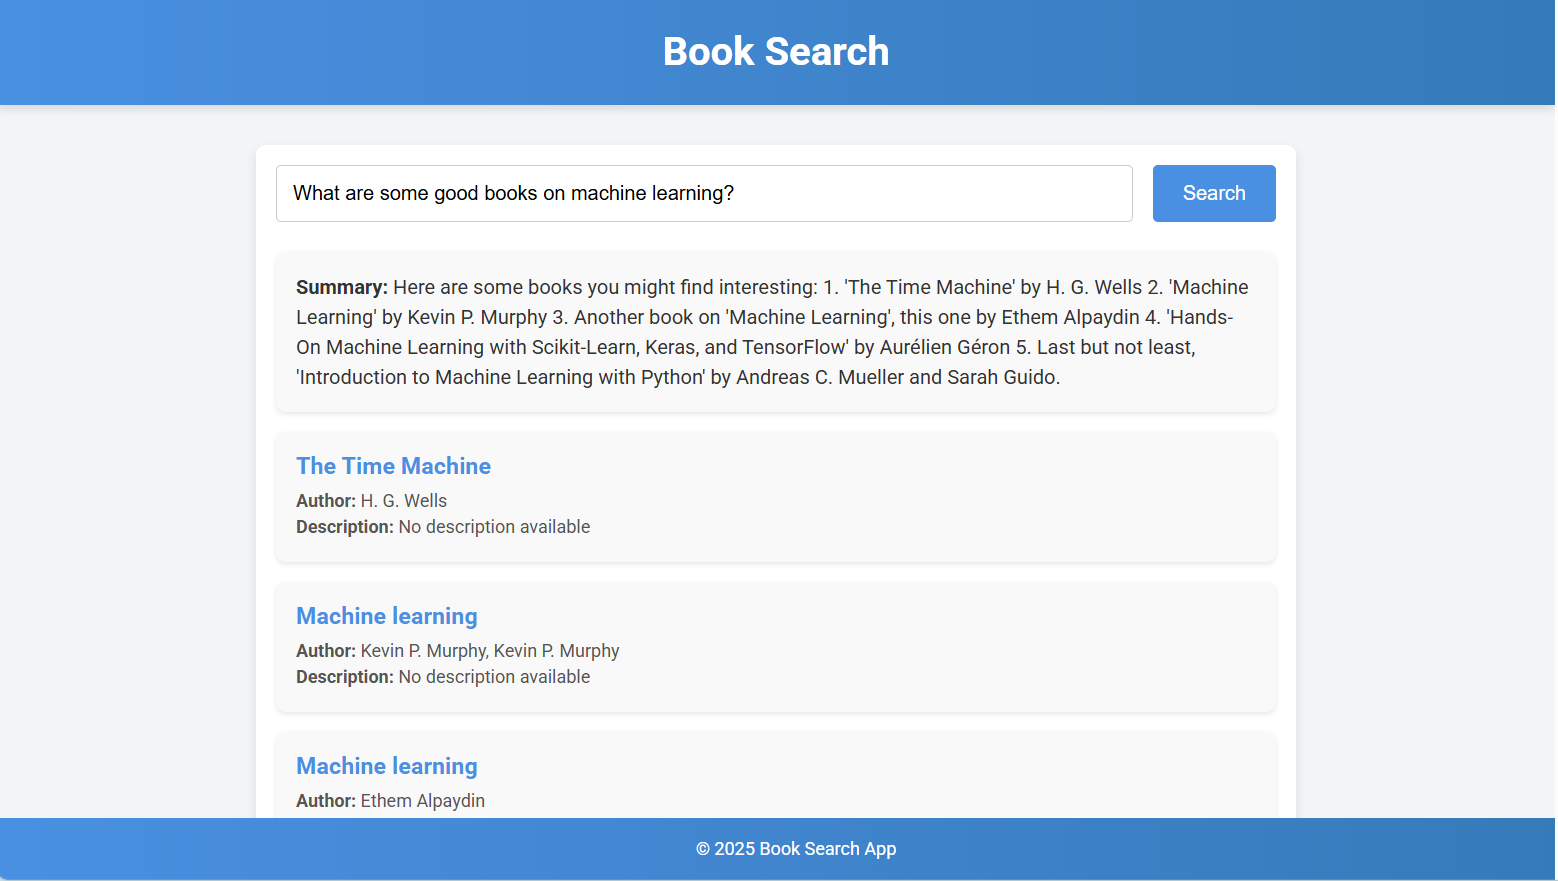 Book Search
What are some good books on machine learning?
Search
Summary: Here are some books you might find interesting: 1. 'The Time Machine' by H. G. Wells 2. 'Machine
Learning' by Kevin P. Murphy 3. Another book on 'Machine Learning', this one by Ethem Alpaydin 4. 'Hands-
On Machine Learning with Scikit-Learn, Keras, and TensorFlow' by Aurélien Géron 5. Last but not least,
'Introduction to Machine Learning with Python' by Andreas C. Mueller and Sarah Guido.
The Time Machine
Author: H. G. Wells
Description: No description available
Machine learning
Author: Kevin P. Murphy, Kevin P. Murphy
Description: No description available
Machine learning
Author: Ethem Alpaydin
© 2025 Book Search App